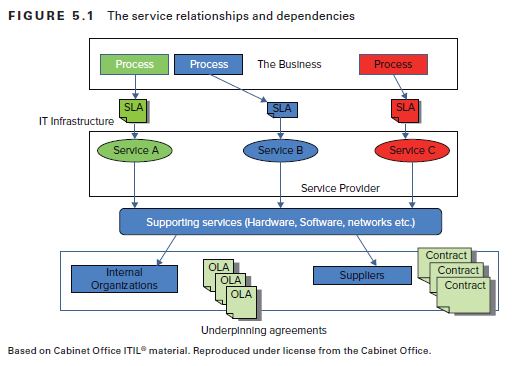 FIGURE 5.1 The service relationships and dependencies
Process
Process
The Business
Process
SLA
SLA
SLA
IT Infrastructure
Service A
Service B
Service C
Service Provider
Supporting services (Hardware, Software, networks etc.)
Internal
Organizations
OLA
OLA
OLA
Suppliers
Contract
Contract
Contract
Underpinning agreements
Based on Cabinet Office ITIL® material. Reproduced under license from the Cabinet Office.